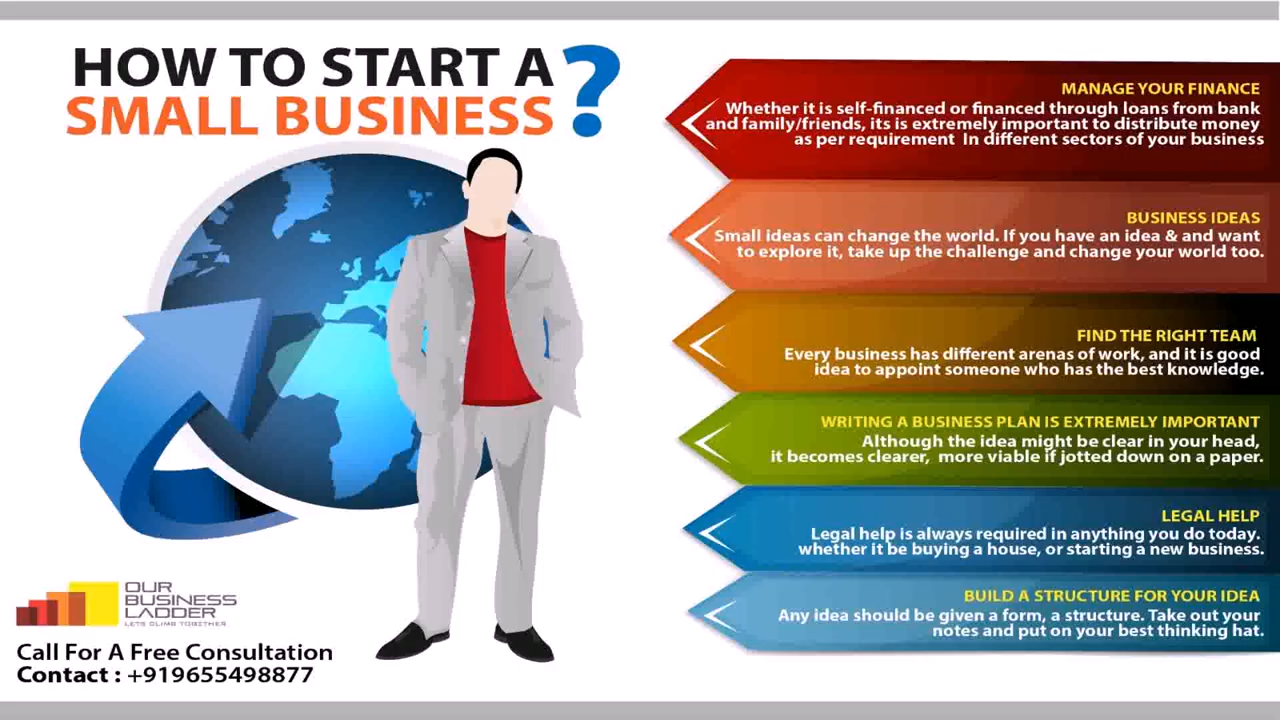 HOW TO START A ?
SMALL BUSINESS
MANAGE YOUR FINANCE
Whether it is self-financed or financed through loans from bank
and family/friends, its is extremely important to distribute money
as per requirement In different sectors of your business
BUSINESS IDEAS
Small ideas can change the world. If you have an idea & and want
to explore it, take up the challenge and change your world too.
FIND THE RIGHT TEAM
Every business has different arenas of work, and it is good
idea to appoint someone who has the best knowledge.
WRITING A BUSINESS PLAN IS EXTREMELY IMPORTANT
Although the idea might be clear in your head,
it becomes clearer, more viable if jotted down on a paper.
LEGAL HELP
Legal help is always required in anything you do today.
whether it be buying a house, or starting a new business.
BUILD A STRUCTURE FOR YOUR IDEA
Any idea should be given a form, a structure. Take out your
notes and put on your best thinking hat.
OUR
BUSINESS
LADDER
LETS CLIMB TOGETHER
Call For A Free Consultation
Contact : +919655498877